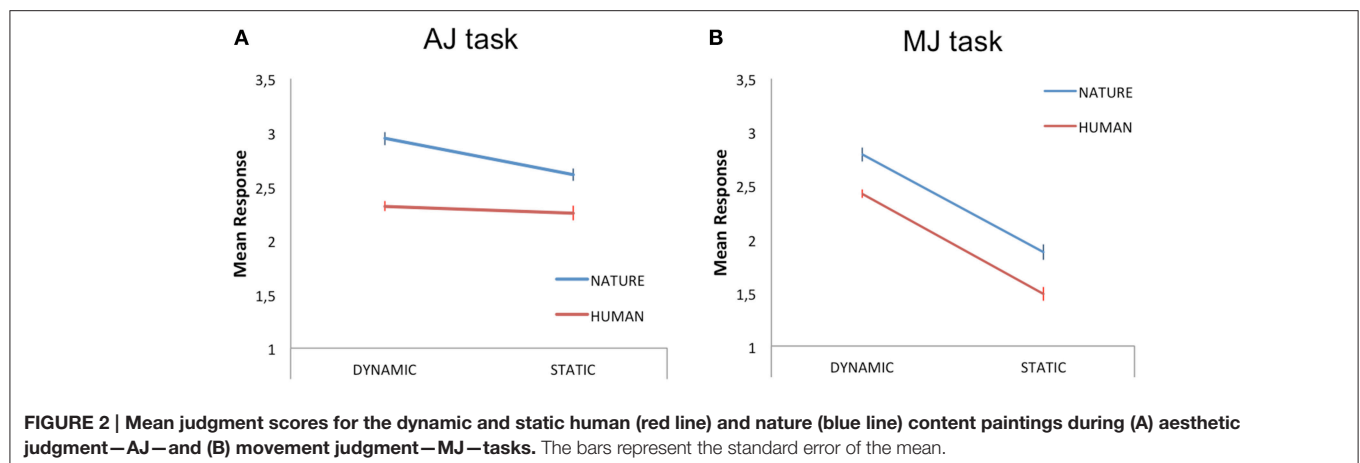 A
AJ task
3,5
3
2,5
2
1,5
1
Mean Response
NATURE
HUMAN
DYNAMIC
STATIC
B
MJ task
3,5
3
2,5
2
1,5
1
Mean Response
NATURE
HUMAN
DYNAMIC
STATIC
FIGURE 2 | Mean judgment scores for the dynamic and static human (red line) and nature (blue line) content paintings during (A) aesthetic
judgment—AJ—and (B) movement judgment—MJ—tasks. The bars represent the standard error of the mean.